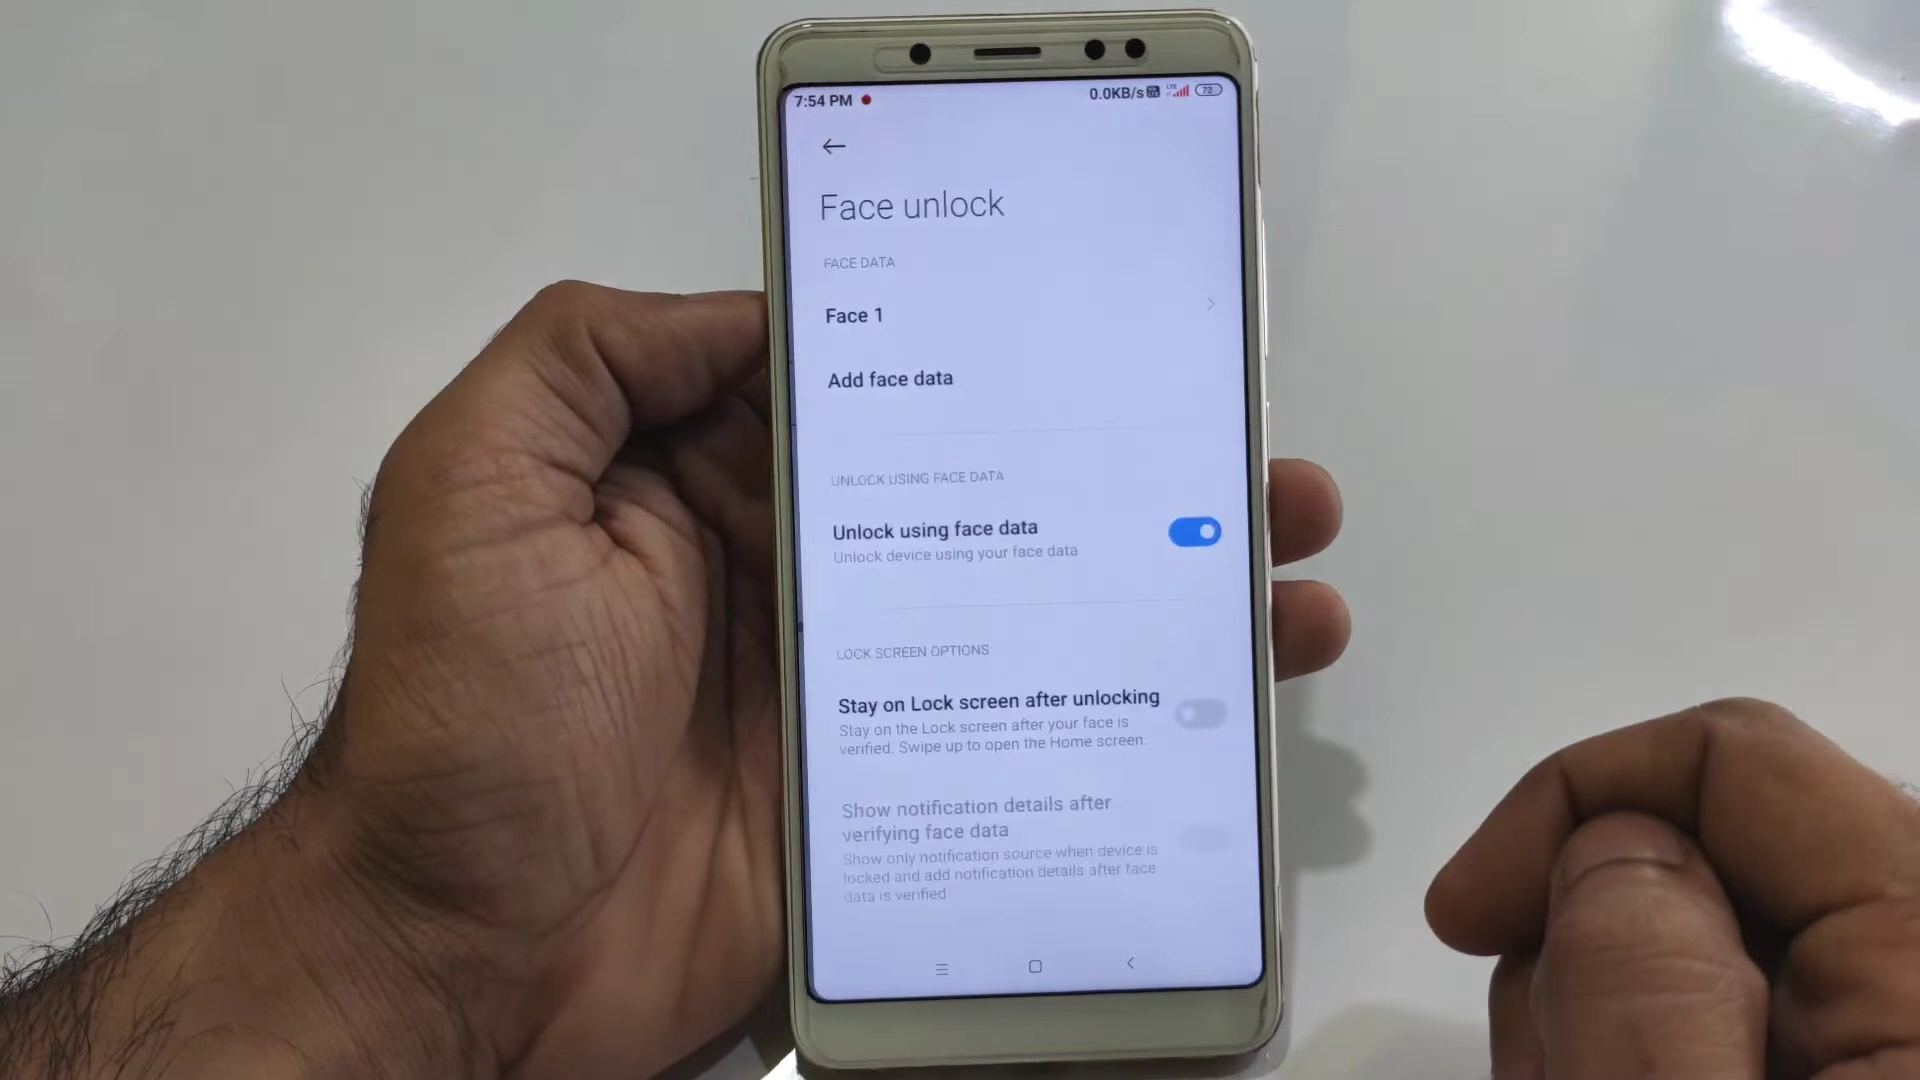 7:54 PM
0.0KB/s
LTE
72
Face unlock
FACE DATA
Face 1
Add face data
UNLOCK USING FACE DATA
Unlock using face data
Unlock device using your face data
LOCK SCREEN OPTIONS
Stay on Lock screen after unlocking
Stay on the Lock screen after your face is
verified. Swipe up to open the Home screen.
Show notification details after
verifying face data
Show only notification source when device is
locked and add notification details after face
data is verified